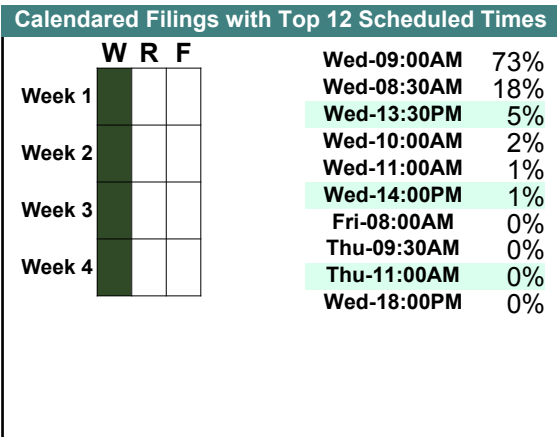 Calendared Filings with Top 12 Scheduled Times
W R F
Week 1
Week 2
Week 3
Week 4
Wed-09:00AM 73%
Wed-08:30AM 18%
Wed-13:30PM 5%
Wed-10:00AM 2%
Wed-11:00AM 1%
Wed-14:00PM 1%
Fri-08:00AM 0%
Thu-09:30AM 0%
Thu-11:00AM 0%
Wed-18:00PM 0%